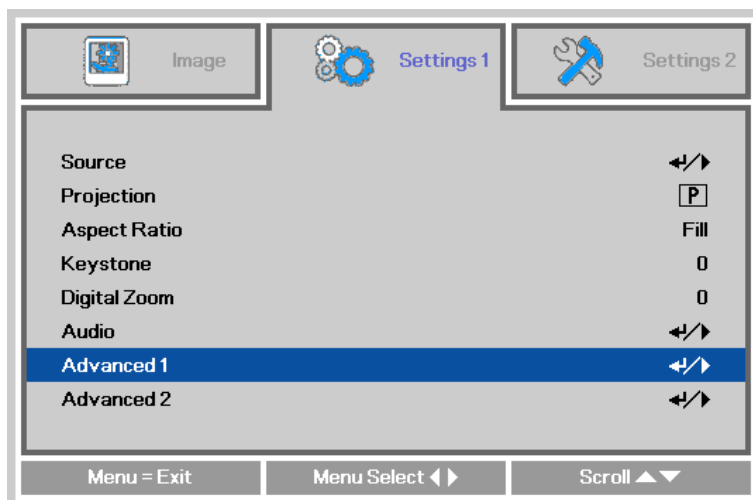 Image
Settings 1
Settings 2
Source
Projection P
Aspect Ratio Fill
Keystone 0
Digital Zoom 0
Audio
Advanced 1
Advanced 2
Menu = Exit
Menu Select
Scroll